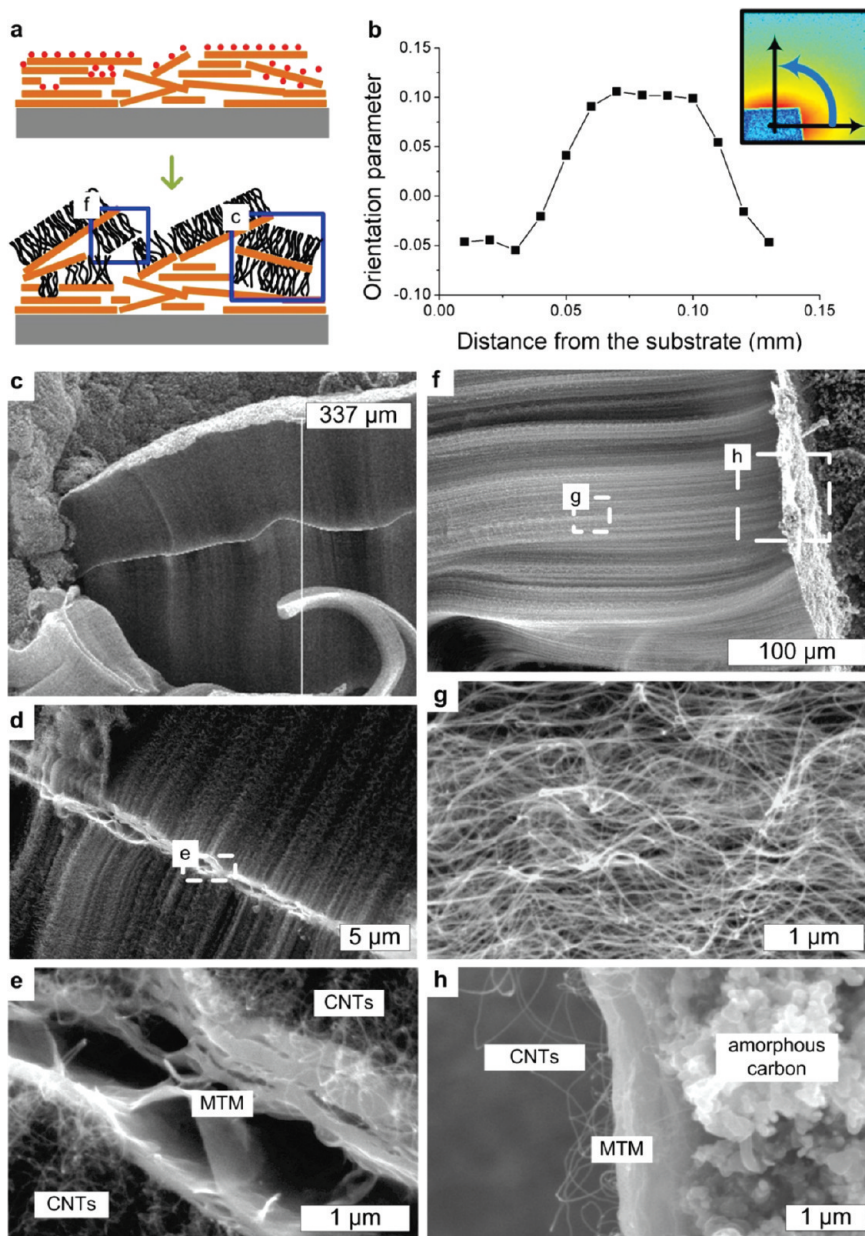 a
f
c
b
Orientation parameter
0.15
0.10
0.05
0.00
-0.05
-0.10
0.00
0.05
0.10
0.15
Distance from the substrate (mm)
c
337 μm
f
h
g
100 μm
d
e
5 μm
g
1 μm
e
CNTs
MTM
CNTs
1 μm
h
CNTs
amorphous
carbon
MTM
1 μm